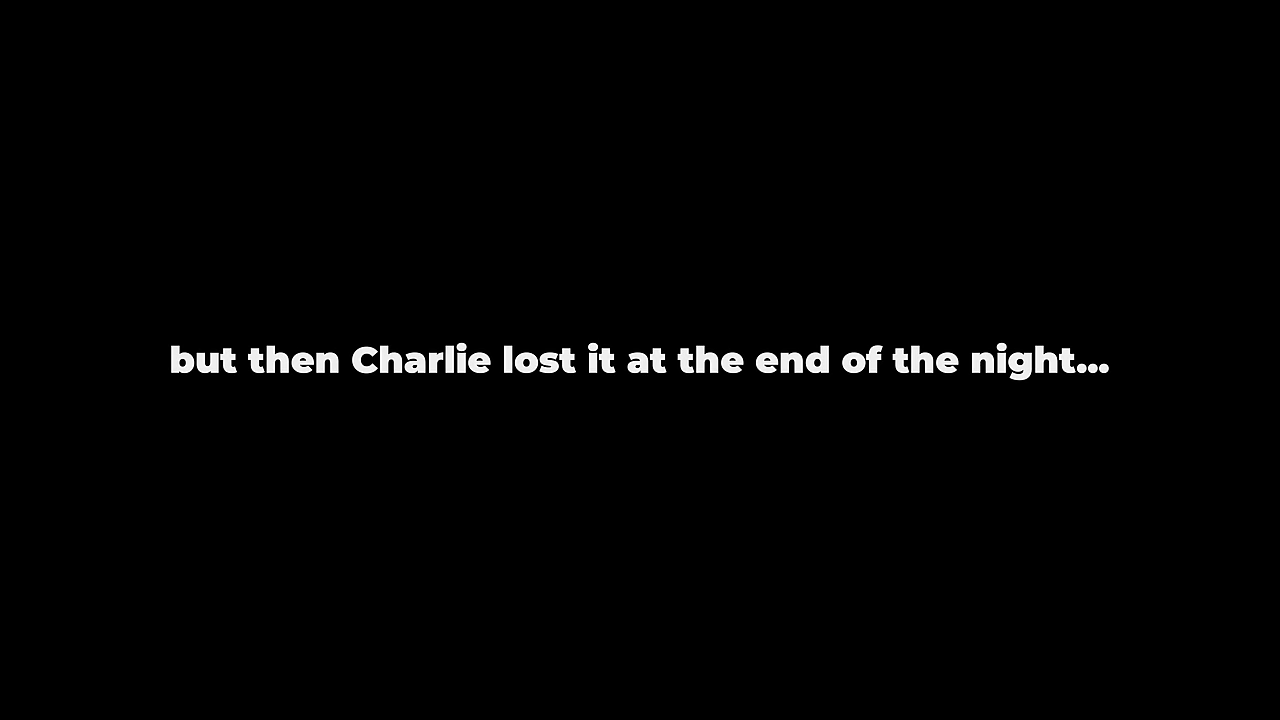 but then Charlie lost it at the end of the night...